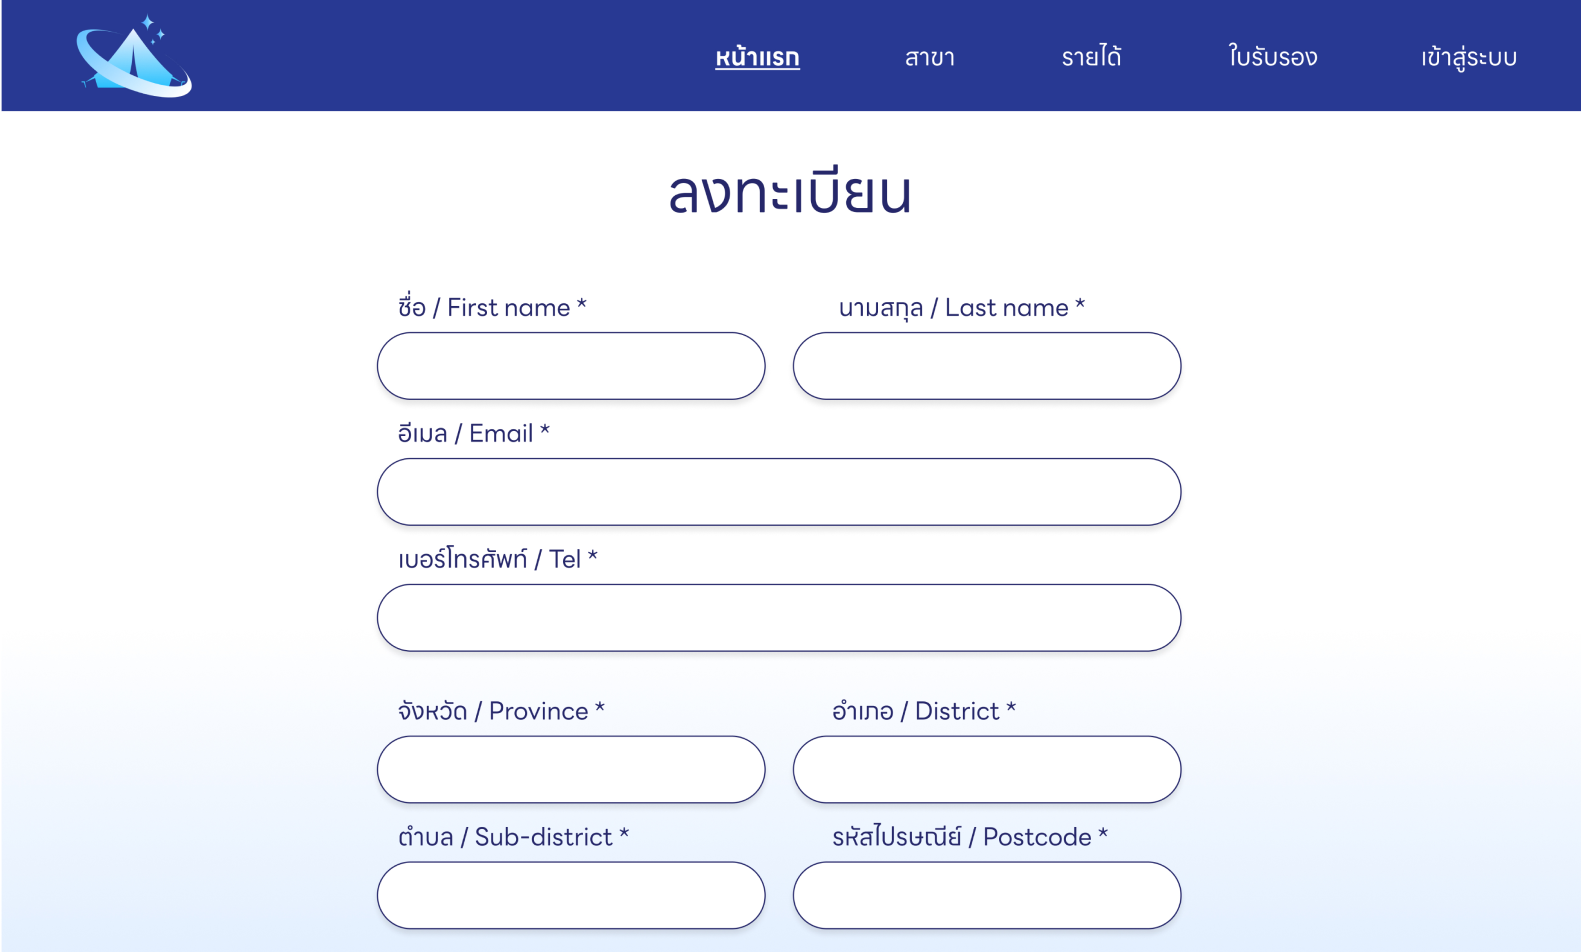 หน้าแรก สาขา รายได้ ใบรับรอง เข้าสู่ระบบ
ลงทะเบียน
ชื่อ / First name * นามสกุล / Last name *
อีเมล / Email *
เบอร์โทรศัพท์ / Tel *
จังหวัด / Province * อำเภอ / District *
ตำบล / Sub-district * รหัสไปรษณีย์ / Postcode *